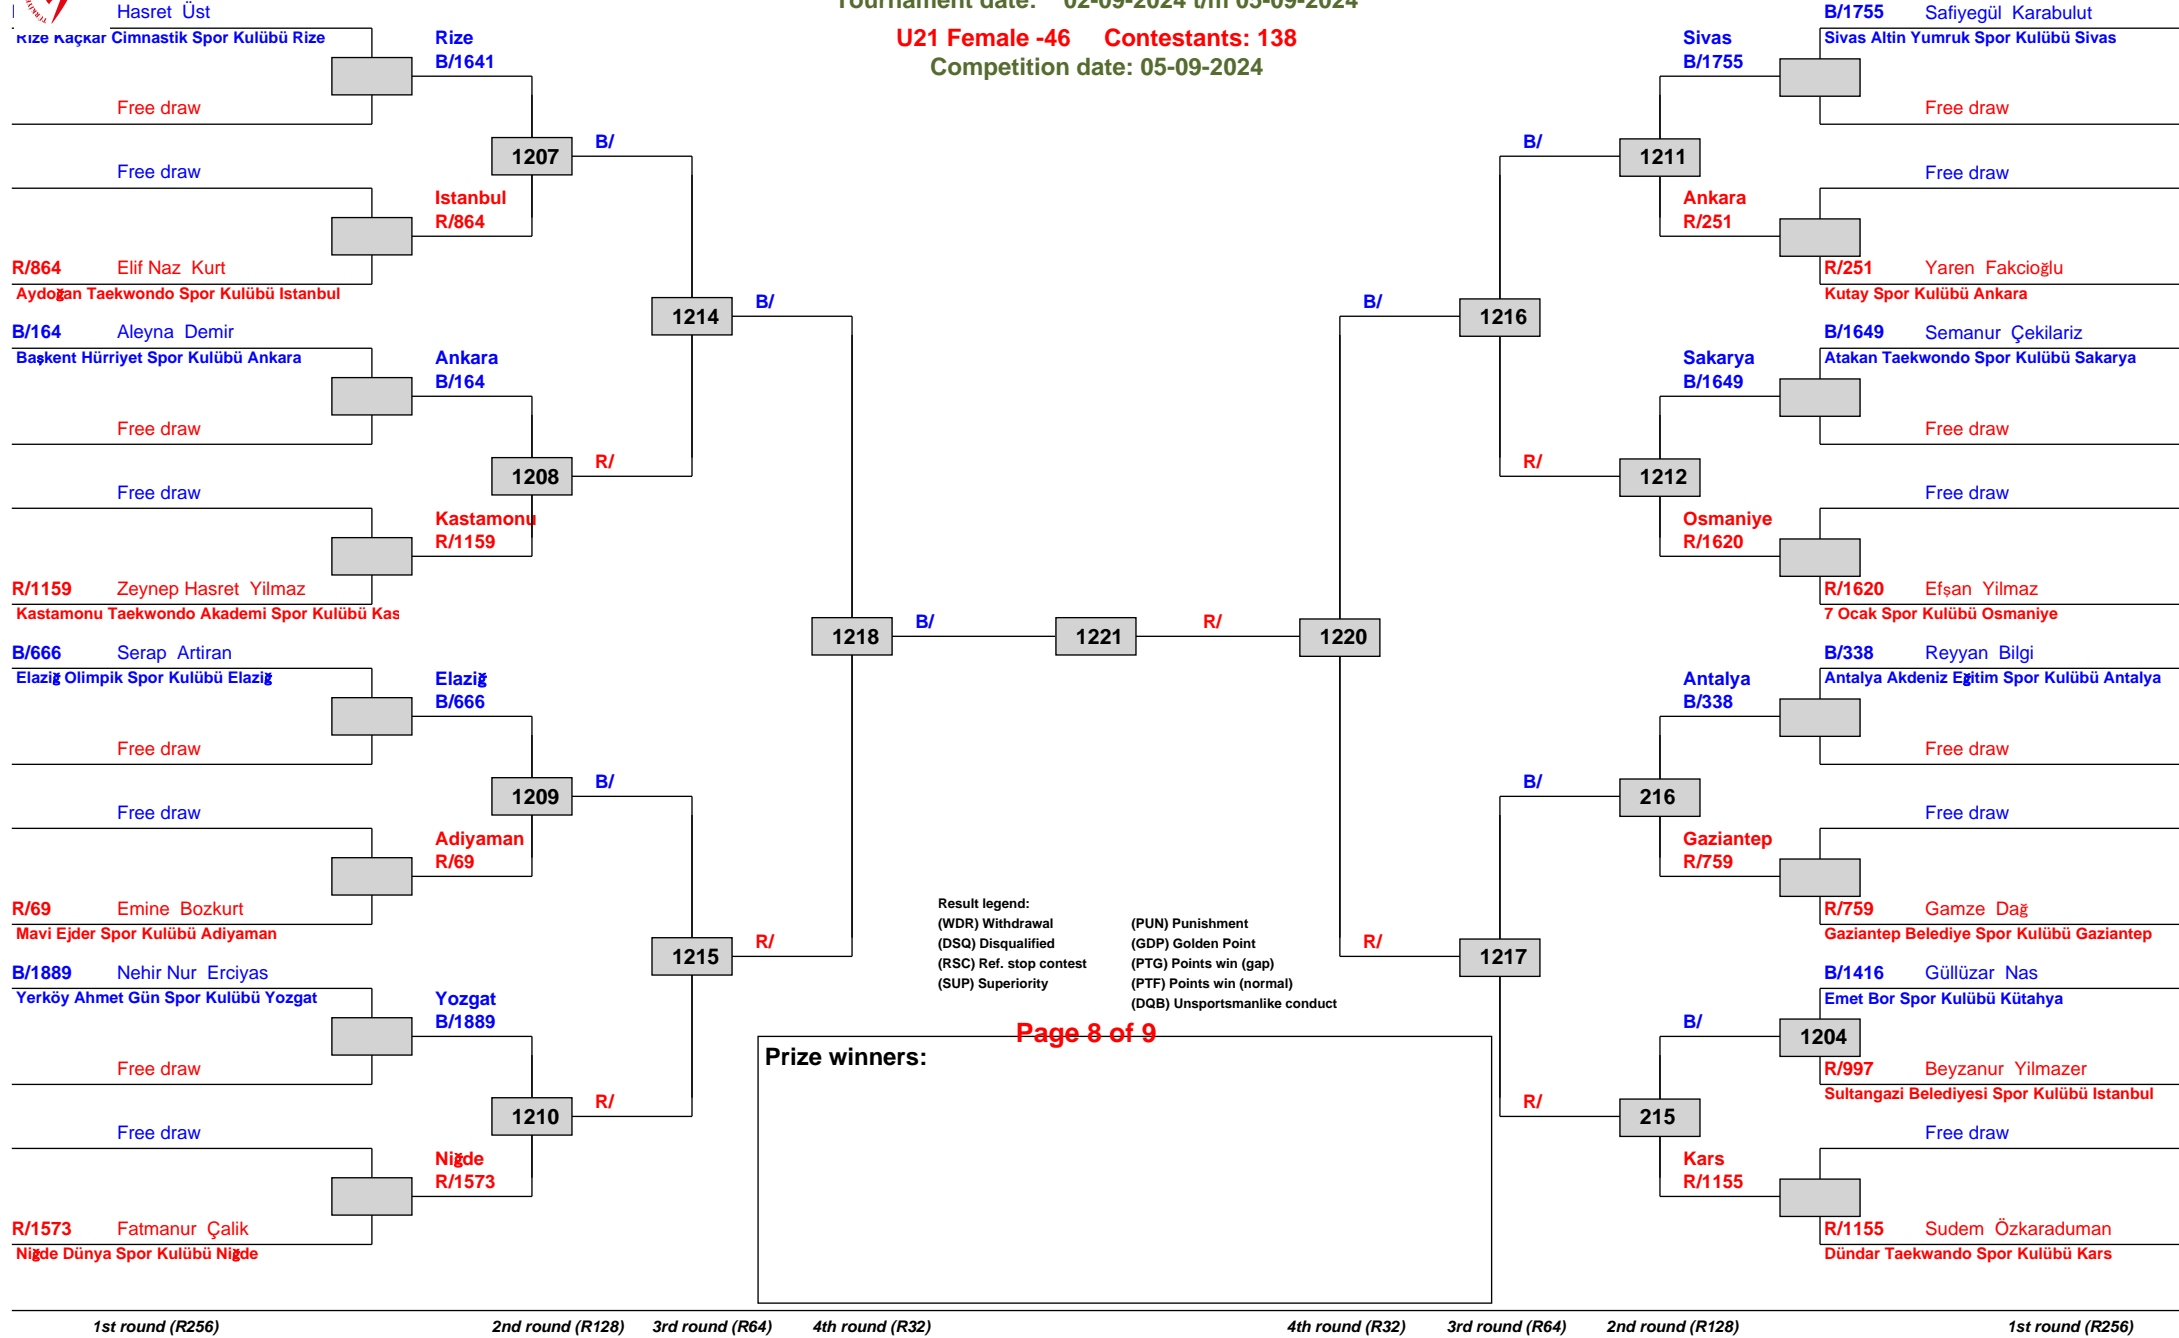 Tournament date: 02-09-2024 t/m 05-09-2024
U21 Female -46 Contestants: 138
Competition date: 05-09-2024
Hasret Üst
Rize Kaçkar Cimnastik Spor Kulübü Rize
Free draw
Free draw
R/864 Elif Naz Kurt
Aydoğan Taekwondo Spor Kulübü Istanbul
B/164 Aleyna Demir
Başkent Hürriyet Spor Kulübü Ankara
Free draw
Free draw
R/1159 Zeynep Hasret Yilmaz
Kastamonu Taekwondo Akademi Spor Kulübü Kas
B/666 Serap Artiran
Elaziğ Olimpik Spor Kulübü Elaziğ
Free draw
Free draw
R/69 Emine Bozkurt
Mavi Ejder Spor Kulübü Adiyaman
B/1889 Nehir Nur Erciyas
Yerköy Ahmet Gün Spor Kulübü Yozgat
Free draw
Free draw
R/1573 Fatmanur Çalik
Niğde Dünya Spor Kulübü Niğde
Rize
B/1641
1207
Istanbul
R/864
Ankara
B/164
1208
Kastamonu
R/1159
Elaziğ
B/666
1209
Adiyaman
R/69
Yozgat
B/1889
1210
Niğde
R/1573
B/
1214
R/
B/
1215
R/
B/
1218
R/
B/
1221
R/
B/
1220
R/
B/
1216
R/
B/
1217
R/
Sivas
B/1755
1211
Ankara
R/251
Sakarya
B/1649
1212
Osmaniye
R/1620
Antalya
B/338
216
Gaziantep
R/759
B/
215
Kars
R/1155
B/1755 Safiyegül Karabulut
Sivas Altin Yumruk Spor Kulübü Sivas
Free draw
Free draw
R/251 Yaren Fakcioğlu
Kutay Spor Kulübü Ankara
B/1649 Semanur Çekilariz
Atakan Taekwondo Spor Kulübü Sakarya
Free draw
Free draw
R/1620 Efşan Yilmaz
7 Ocak Spor Kulübü Osmaniye
B/338 Reyyan Bilgi
Antalya Akdeniz Eğitim Spor Kulübü Antalya
Free draw
Free draw
R/759 Gamze Dağ
Gaziantep Belediye Spor Kulübü Gaziantep
B/1416 Güllüzar Nas
Emet Bor Spor Kulübü Kütahya
1204
R/997 Beyzanur Yilmazer
Sultangazi Belediyesi Spor Kulübü Istanbul
Free draw
R/1155 Sudem Özkaraduman
Dündar Taekwando Spor Kulübü Kars
Result legend:
(WDR) Withdrawal (PUN) Punishment
(DSQ) Disqualified (GDP) Golden Point
(RSC) Ref. stop contest (PTG) Points win (gap)
(SUP) Superiority (PTF) Points win (normal)
(DQB) Unsportsmanlike conduct
Page 8 of 9
Prize winners:
1st round (R256) 2nd round (R128) 3rd round (R64) 4th round (R32) 4th round (R32) 3rd round (R64) 2nd round (R128) 1st round (R256)